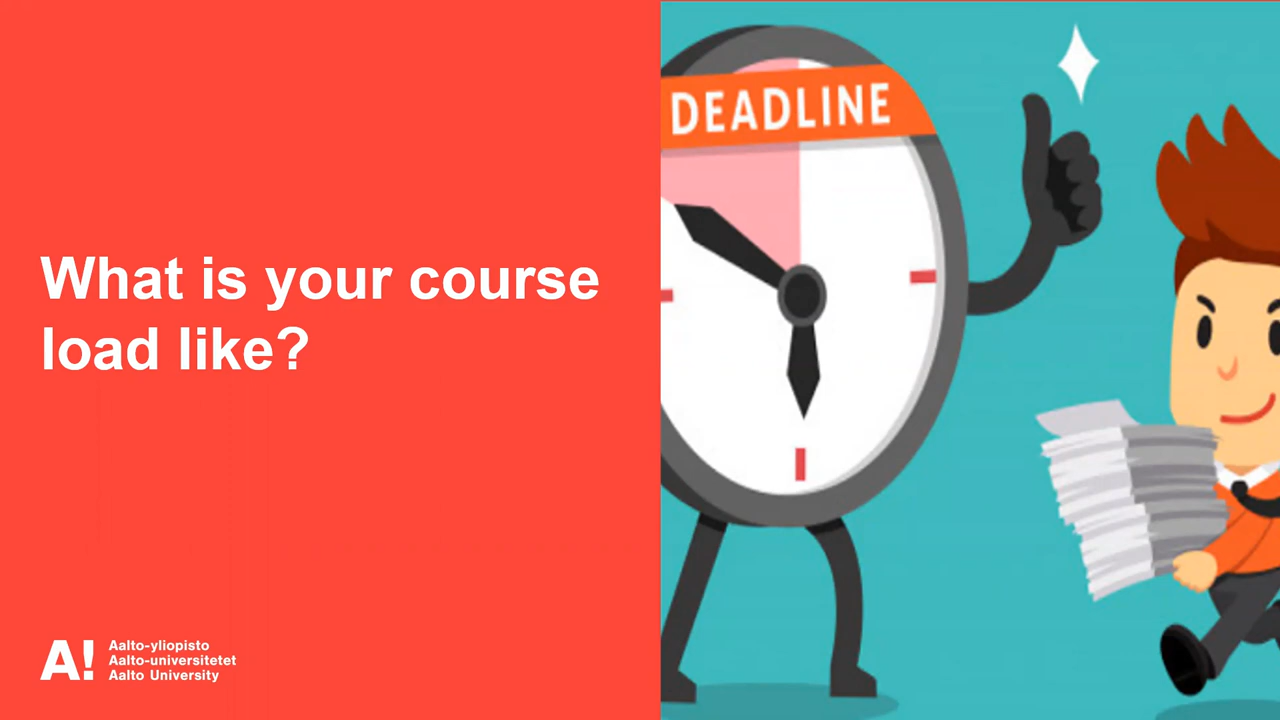 What is your course
load like?
DEADLINE
A!
Aalto-yliopisto
Aalto-universitetet
Aalto University